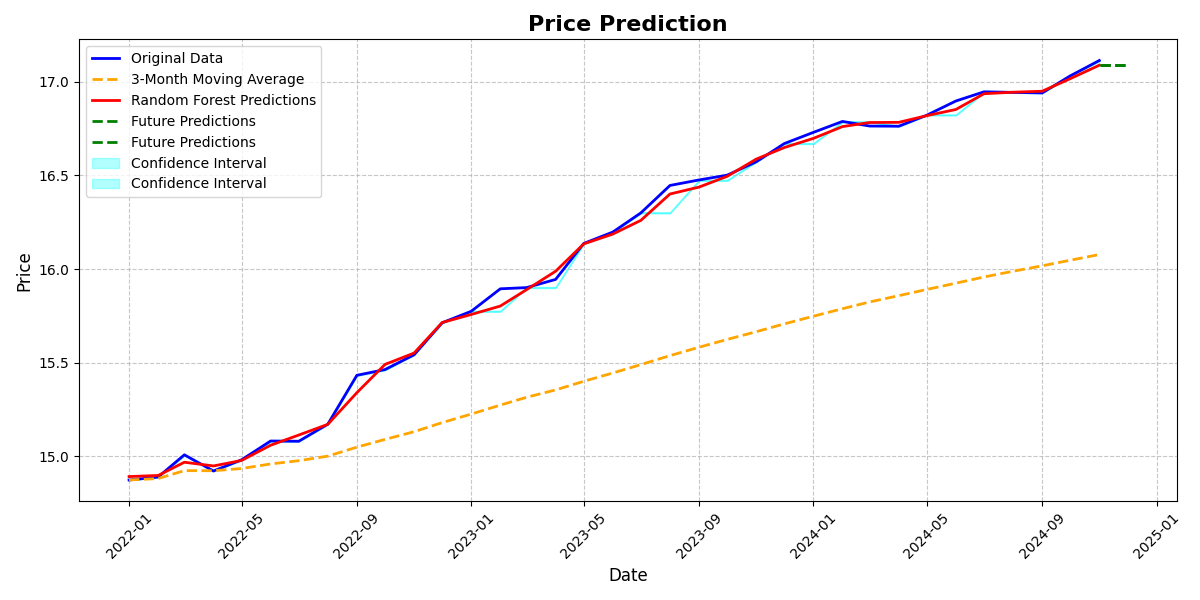 Price Prediction
Original Data
3-Month Moving Average
Random Forest Predictions
Future Predictions
Future Predictions
Confidence Interval
Confidence Interval
17.0
16.5
16.0
15.5
15.0
Price
2022-01
2022-05
2022-09
2023-01
2023-05
2023-09
2024-01
2024-05
2024-09
2025-01
Date